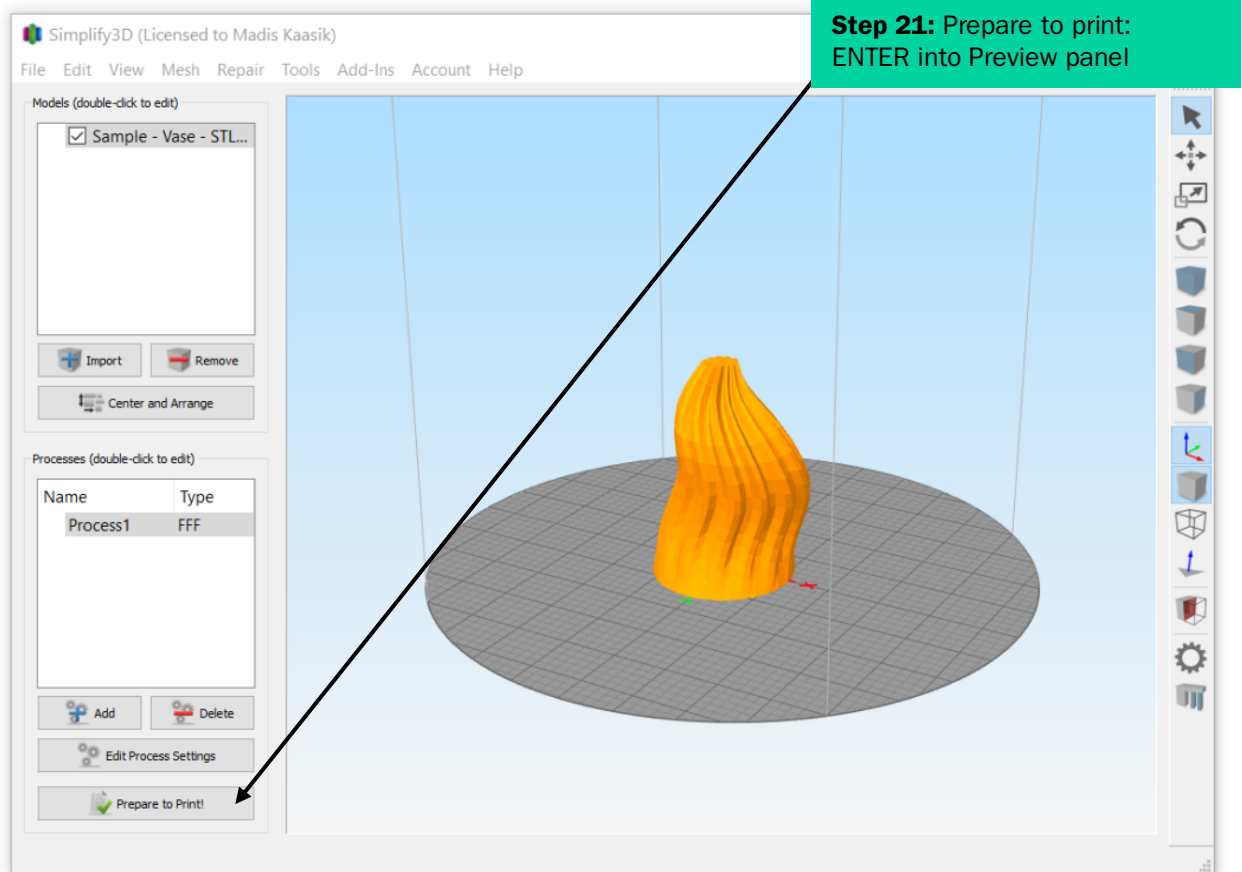 Step 21: Prepare to print:
ENTER into Preview panel
Simplify3D (Licensed to Madis Kaasik)
File Edit View Mesh Repair Tools Add-Ins Account Help
Models (double-click to edit)
Sample - Vase - STL...
Import Remove
Center and Arrange
Processes (double-click to edit)
Name Type
Process1 FFF
Add Delete
Edit Process Settings
Prepare to Print!